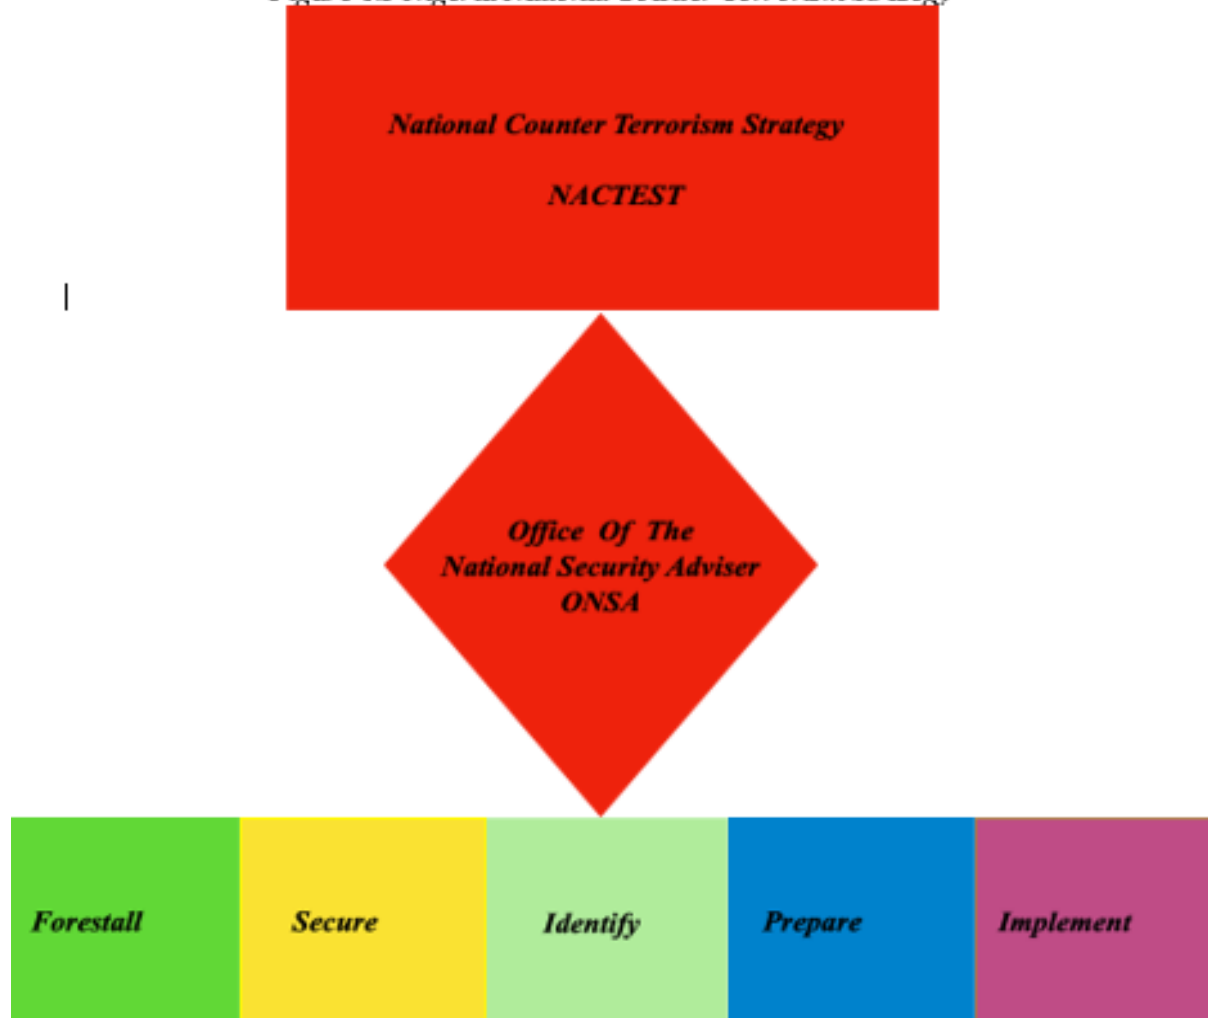 National Counter Terrorism Strategy
NACTEST
Office Of The
National Security Adviser
ONSA
Forestall
Secure
Identify
Prepare
Implement